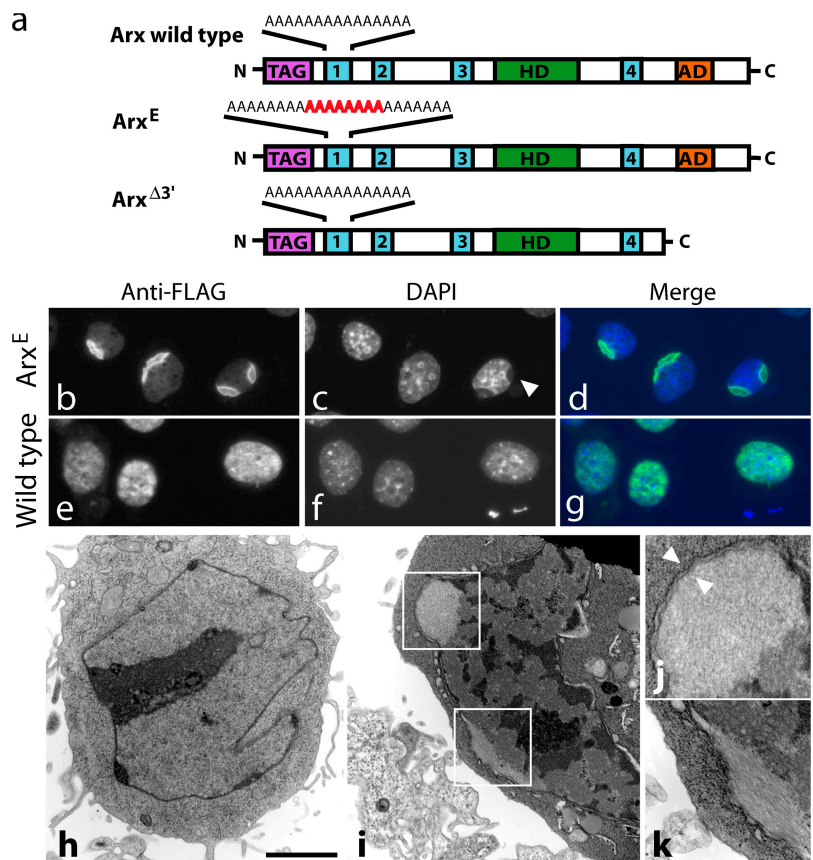 a
AAAAAAAAAAAAAAA
Arx wild type
N TAG 1 2 3 HD 4 AD C
AAAAAAAAAAAAAAAAAAAAAAA
Arx E
N TAG 1 2 3 HD 4 AD C
AAAAAAAAAAAAAAA
Arx Δ3'
N TAG 1 2 3 HD 4 C
Anti-FLAG DAPI Merge
Arx E
b c d
Wild type
e f g
h i j
k